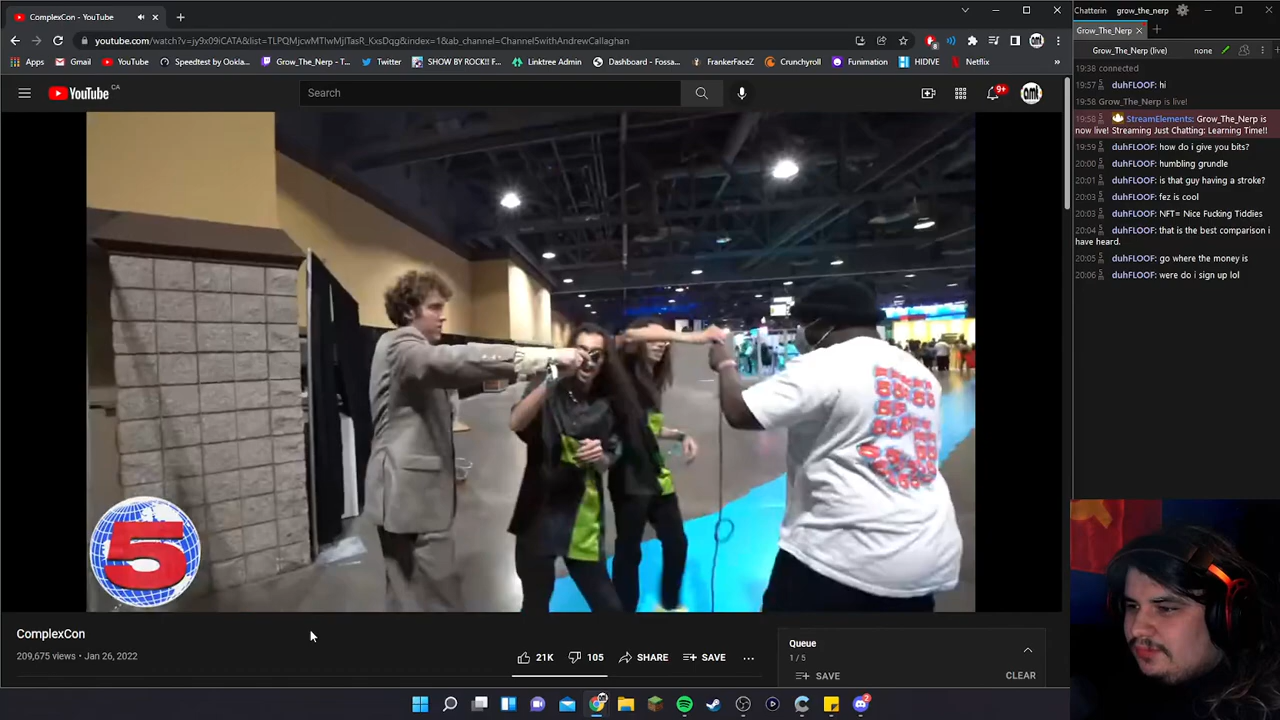 ComplexCon - YouTube
youtube.com/watch?v=jy9x09iCATA&list=TLPQMjcwMTIwMjITasR_KxsDqg&index=1&ab_channel=Channel5withAndrewCallaghan
Apps
Gmail
YouTube
Speedtest by Ookla...
Grow_The_Nerp - T...
Twitter
SHOW BY ROCK!! F...
Linktree Admin
Dashboard - Fossa...
FrankerFaceZ
Crunchyroll
Funimation
HIDIVE
Netflix
YouTube CA
Search
9+
aml
5
ComplexCon
209,675 views • Jan 26, 2022
21K
105
SHARE
SAVE
Queue
1 / 5
SAVE
CLEAR
Chatterin
grow_the_nerp
Grow_The_Nerp
Grow_The_Nerp (live)
none
19:38 connected
19:57 duhFLOOF: hi
19:58 Grow_The_Nerp is live!
19:58 StreamElements: Grow_The_Nerp is
now live! Streaming Just Chatting: Learning Time!!
19:59 duhFLOOF: how do i give you bits?
20:00 duhFLOOF: humbling grundle
20:01 duhFLOOF: is that guy having a stroke?
20:03 duhFLOOF: fez is cool
20:03 duhFLOOF: NFT= Nice Fucking Tiddies
20:04 duhFLOOF: that is the best comparison i
have heard.
20:05 duhFLOOF: go where the money is
20:06 duhFLOOF: were do i sign up lol